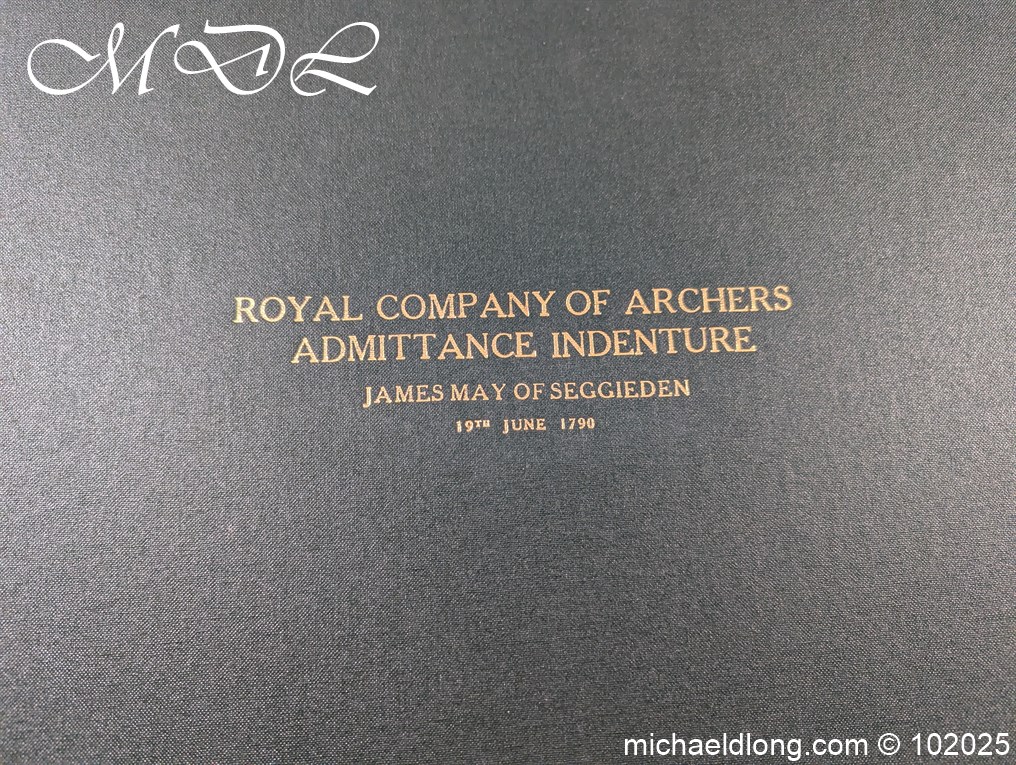 MDL
ROYAL COMPANY OF ARCHERS
ADMITTANCE INDENTURE
JAMES MAY OF SEGGIEDEN
19TH JUNE 1790
michaeldlong.com © 102025